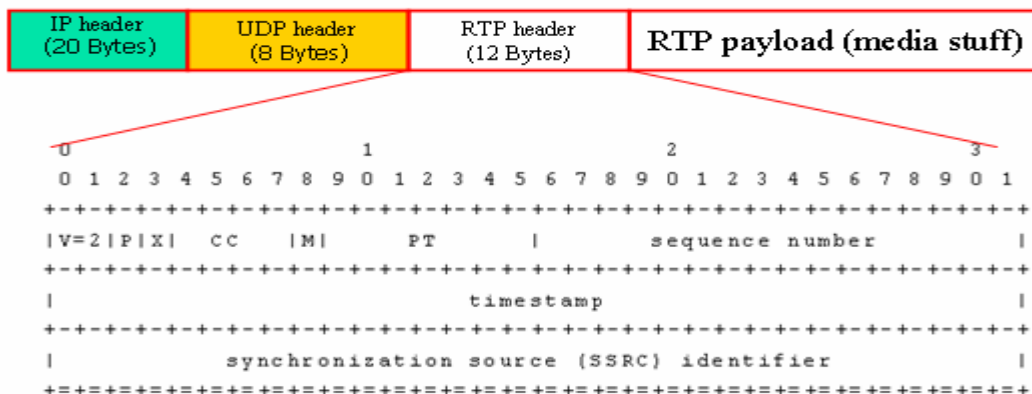 IP header UDP header RTP header RTP payload (media stuff)
(20 Bytes) (8 Bytes) (12 Bytes)
0 1 2 3
0 1 2 3 4 5 6 7 8 9 0 1 2 3 4 5 6 7 8 9 0 1 2 3 4 5 6 7 8 9 0 1
+-+-+-+-+-+-+-+-+-+-+-+-+-+-+-+-+-+-+-+-+-+-+-+-+-+-+-+-+-+-+-+-+
|V=2|P|X| CC |M| PT | sequence number |
+-+-+-+-+-+-+-+-+-+-+-+-+-+-+-+-+-+-+-+-+-+-+-+-+-+-+-+-+-+-+-+-+
| timestamp |
+-+-+-+-+-+-+-+-+-+-+-+-+-+-+-+-+-+-+-+-+-+-+-+-+-+-+-+-+-+-+-+-+
| synchronization source (SSRC) identifier |
+=+=+=+=+=+=+=+=+=+=+=+=+=+=+=+=+=+=+=+=+=+=+=+=+=+=+=+=+=+=+=+=+